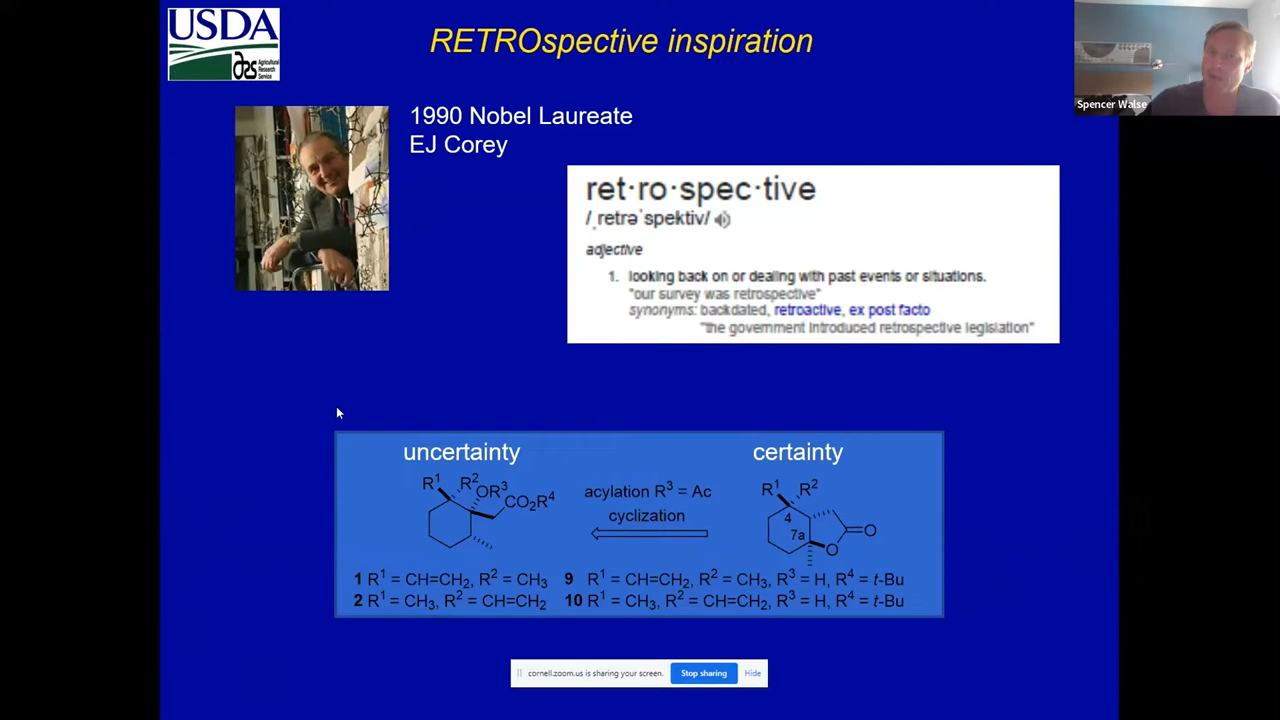 USDA
ars Agricultural
Research
Service
RETROspective inspiration
Spencer Walse
1990 Nobel Laureate
EJ Corey
ret·ro·spec·tive
/ˌretrəˈspektiv/
adjective
1. looking back on or dealing with past events or situations.
"our survey was retrospective"
synonyms: backdated, retroactive, ex post facto
"the government introduced retrospective legislation"
uncertainty
certainty
R¹ R² OR³ CO₂R⁴
acylation R³ = Ac
cyclization
R¹ R² 4 7a O O
1 R¹ = CH=CH₂, R² = CH₃
9 R¹ = CH=CH₂, R² = CH₃, R³ = H, R⁴ = t-Bu
2 R¹ = CH₃, R² = CH=CH₂
10 R¹ = CH₃, R² = CH=CH₂, R³ = H, R⁴ = t-Bu
cornell.zoom.us is sharing your screen. Stop sharing Hide